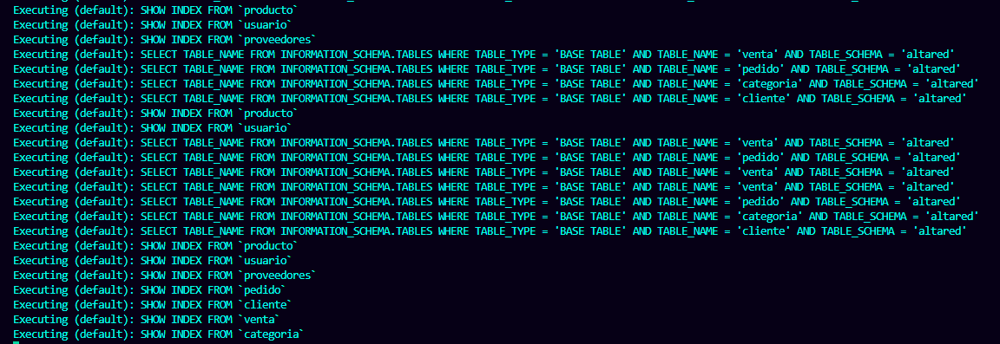 Executing (default): SHOW INDEX FROM `producto`
Executing (default): SHOW INDEX FROM `usuario`
Executing (default): SHOW INDEX FROM `proveedores`
Executing (default): SELECT TABLE_NAME FROM INFORMATION_SCHEMA.TABLES WHERE TABLE_TYPE = 'BASE TABLE' AND TABLE_NAME = 'venta' AND TABLE_SCHEMA = 'altared'
Executing (default): SELECT TABLE_NAME FROM INFORMATION_SCHEMA.TABLES WHERE TABLE_TYPE = 'BASE TABLE' AND TABLE_NAME = 'pedido' AND TABLE_SCHEMA = 'altared'
Executing (default): SELECT TABLE_NAME FROM INFORMATION_SCHEMA.TABLES WHERE TABLE_TYPE = 'BASE TABLE' AND TABLE_NAME = 'categoria' AND TABLE_SCHEMA = 'altared'
Executing (default): SELECT TABLE_NAME FROM INFORMATION_SCHEMA.TABLES WHERE TABLE_TYPE = 'BASE TABLE' AND TABLE_NAME = 'cliente' AND TABLE_SCHEMA = 'altared'
Executing (default): SHOW INDEX FROM `producto`
Executing (default): SHOW INDEX FROM `usuario`
Executing (default): SELECT TABLE_NAME FROM INFORMATION_SCHEMA.TABLES WHERE TABLE_TYPE = 'BASE TABLE' AND TABLE_NAME = 'venta' AND TABLE_SCHEMA = 'altared'
Executing (default): SELECT TABLE_NAME FROM INFORMATION_SCHEMA.TABLES WHERE TABLE_TYPE = 'BASE TABLE' AND TABLE_NAME = 'pedido' AND TABLE_SCHEMA = 'altared'
Executing (default): SELECT TABLE_NAME FROM INFORMATION_SCHEMA.TABLES WHERE TABLE_TYPE = 'BASE TABLE' AND TABLE_NAME = 'venta' AND TABLE_SCHEMA = 'altared'
Executing (default): SELECT TABLE_NAME FROM INFORMATION_SCHEMA.TABLES WHERE TABLE_TYPE = 'BASE TABLE' AND TABLE_NAME = 'venta' AND TABLE_SCHEMA = 'altared'
Executing (default): SELECT TABLE_NAME FROM INFORMATION_SCHEMA.TABLES WHERE TABLE_TYPE = 'BASE TABLE' AND TABLE_NAME = 'pedido' AND TABLE_SCHEMA = 'altared'
Executing (default): SELECT TABLE_NAME FROM INFORMATION_SCHEMA.TABLES WHERE TABLE_TYPE = 'BASE TABLE' AND TABLE_NAME = 'categoria' AND TABLE_SCHEMA = 'altared'
Executing (default): SELECT TABLE_NAME FROM INFORMATION_SCHEMA.TABLES WHERE TABLE_TYPE = 'BASE TABLE' AND TABLE_NAME = 'cliente' AND TABLE_SCHEMA = 'altared'
Executing (default): SHOW INDEX FROM `producto`
Executing (default): SHOW INDEX FROM `usuario`
Executing (default): SHOW INDEX FROM `proveedores`
Executing (default): SHOW INDEX FROM `pedido`
Executing (default): SHOW INDEX FROM `cliente`
Executing (default): SHOW INDEX FROM `venta`
Executing (default): SHOW INDEX FROM `categoria`